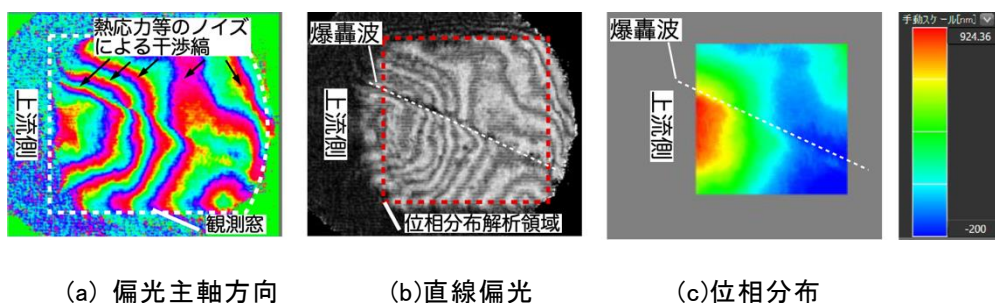 熱応力等のノイズ
による干渉縞
上流側
観測窓
爆轟波
上流側
位相分布解析領域
爆轟波
上流側
手動スケール[nm]
924.36
-200
(a) 偏光主軸方向
(b)直線偏光
(c)位相分布